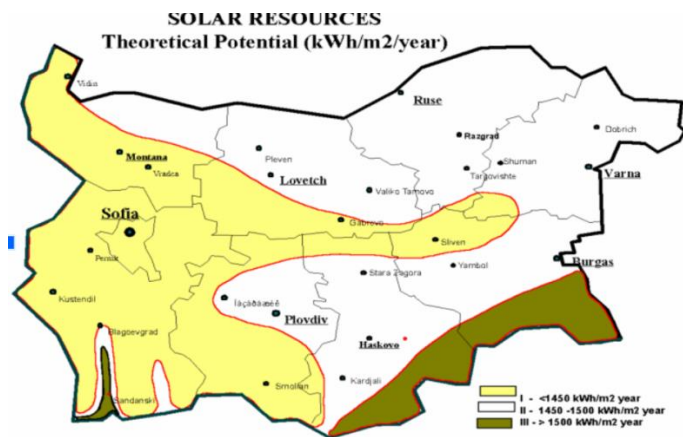 SOLAR RESOURCES
Theoretical Potential (kWh/m2/year)
Vidin
Ruse
Dobrich
Razgrad
Montana
Pleven
Shuman
Vratca
Lovetch
Targovishte
Varna
Valiko Tarnovo
Sofia
Gabrovo
Sliven
Pernik
Yambol
Burgas
Stara Zagora
Kustendil
Plovdiv
Blagoevgrad
Haskovo
Kardjali
Smolian
Sandanski
I - <1450 kWh/m2 year
II - 1450 -1500 kWh/m2 year
III - > 1500 kWh/m2 year